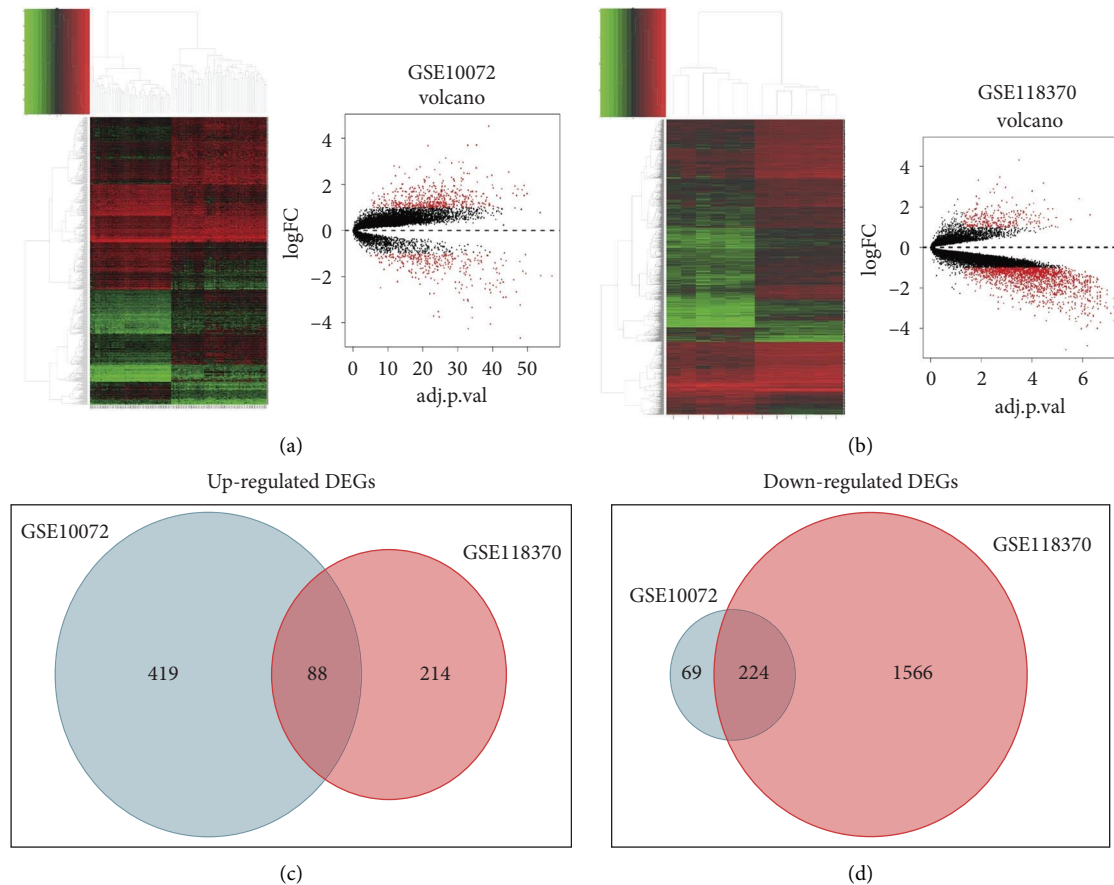 GSE10072
volcano
logFC
4
2
0
−2
−4
0 10 20 30 40 50
adj.p.val
(a)
GSE118370
volcano
logFC
4
2
0
−2
−4
0 2 4 6
adj.p.val
(b)
Up-regulated DEGs
GSE10072
GSE118370
419 88 214
(c)
Down-regulated DEGs
GSE118370
GSE10072
69 224 1566
(d)